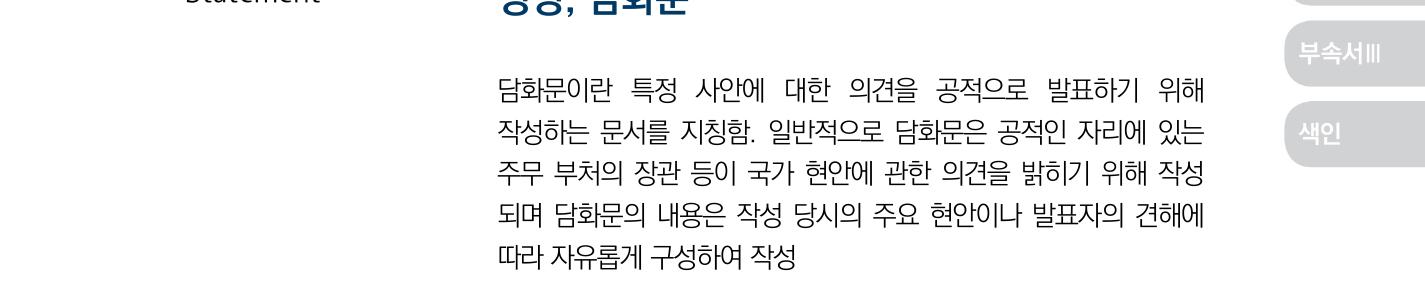 Statement
성명, 담화문
부속서Ⅲ
담화문이란 특정 사안에 대한 의견을 공적으로 발표하기 위해
작성하는 문서를 지칭함. 일반적으로 담화문은 공적인 자리에 있는
색인
주무 부처의 장관 등이 국가 현안에 관한 의견을 밝히기 위해 작성
되며 담화문의 내용은 작성 당시의 주요 현안이나 발표자의 견해에
따라 자유롭게 구성하여 작성